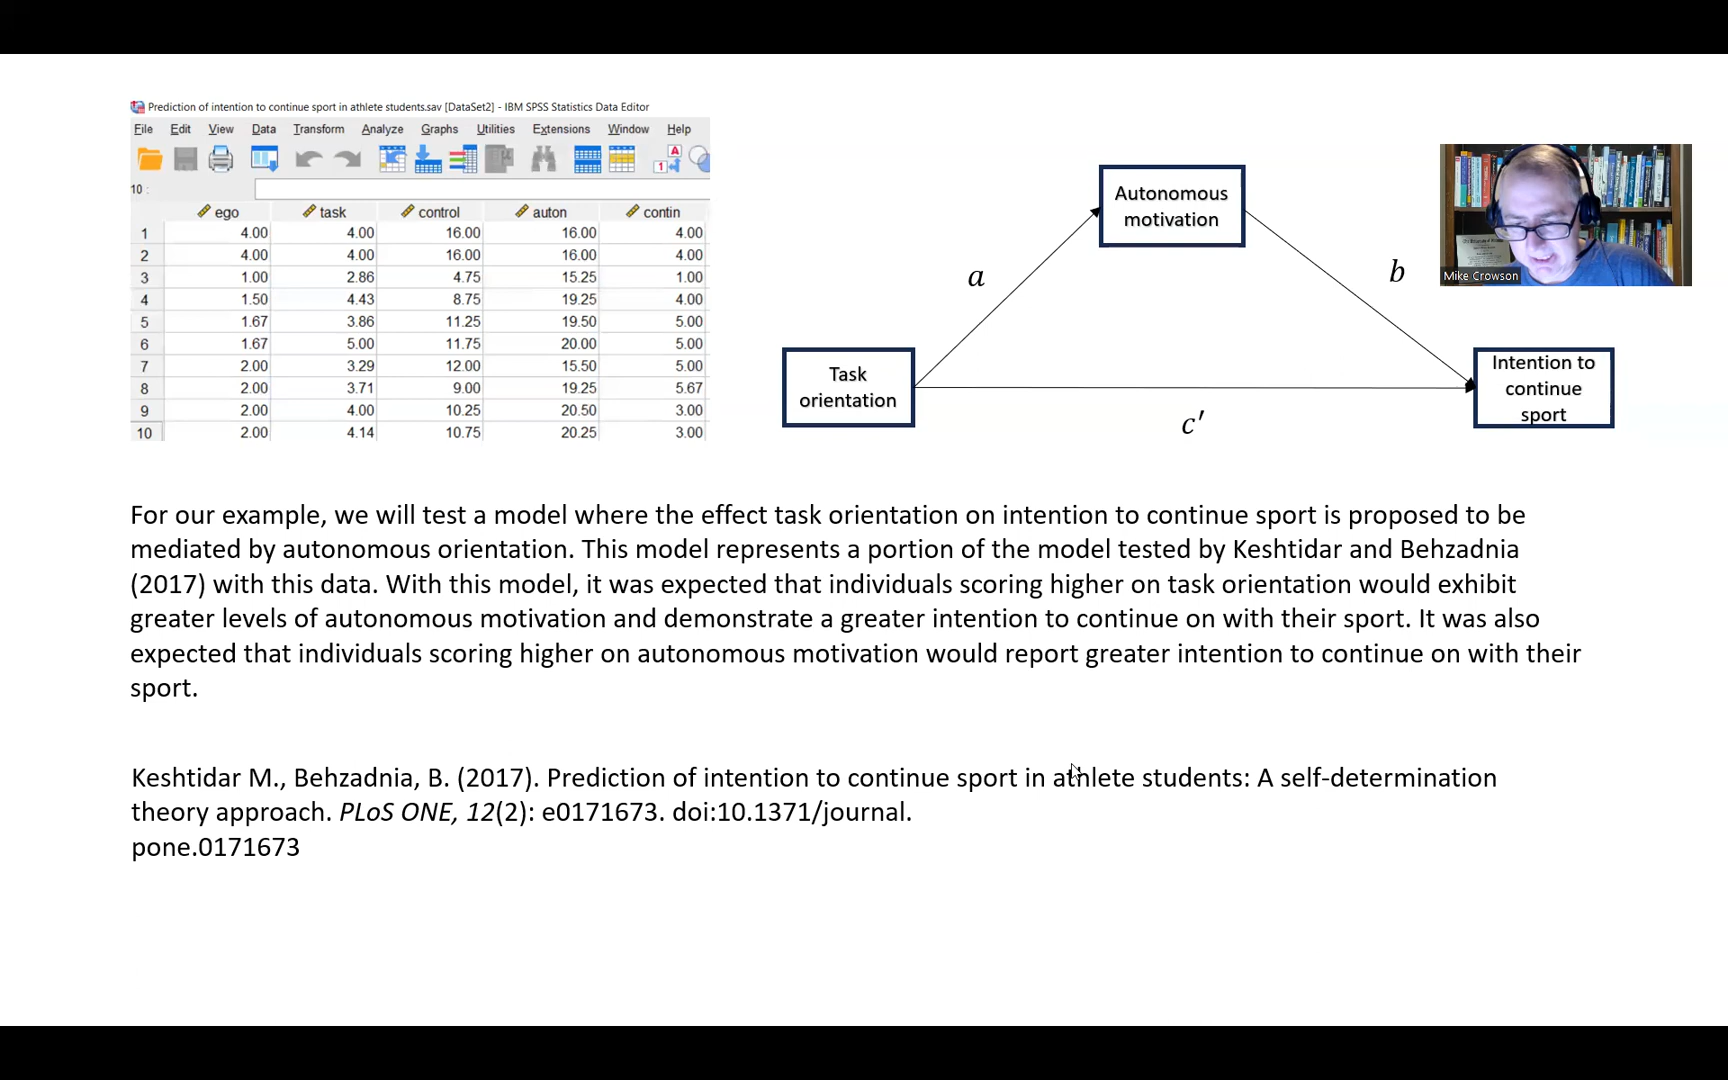 Prediction of intention to continue sport in athlete students.sav [DataSet2] - IBM SPSS Statistics Data Editor
File Edit View Data Transform Analyze Graphs Utilities Extensions Window Help
10 :
ego task control auton contin
1 4.00 4.00 16.00 16.00 4.00
2 4.00 4.00 16.00 16.00 4.00
3 1.00 2.86 4.75 15.25 1.00
4 1.50 4.43 8.75 19.25 4.00
5 1.67 3.86 11.25 19.50 5.00
6 1.67 5.00 11.75 20.00 5.00
7 2.00 3.29 12.00 15.50 5.00
8 2.00 3.71 9.00 19.25 5.67
9 2.00 4.00 10.25 20.50 3.00
10 2.00 4.14 10.75 20.25 3.00
Autonomous
motivation
a
b
Task
orientation
Intention to
continue
sport
c′
Mike Crowson
For our example, we will test a model where the effect task orientation on intention to continue sport is proposed to be
mediated by autonomous orientation. This model represents a portion of the model tested by Keshtidar and Behzadnia
(2017) with this data. With this model, it was expected that individuals scoring higher on task orientation would exhibit
greater levels of autonomous motivation and demonstrate a greater intention to continue on with their sport. It was also
expected that individuals scoring higher on autonomous motivation would report greater intention to continue on with their
sport.
Keshtidar M., Behzadnia, B. (2017). Prediction of intention to continue sport in athlete students: A self-determination
theory approach. PLoS ONE, 12(2): e0171673. doi:10.1371/journal.
pone.0171673